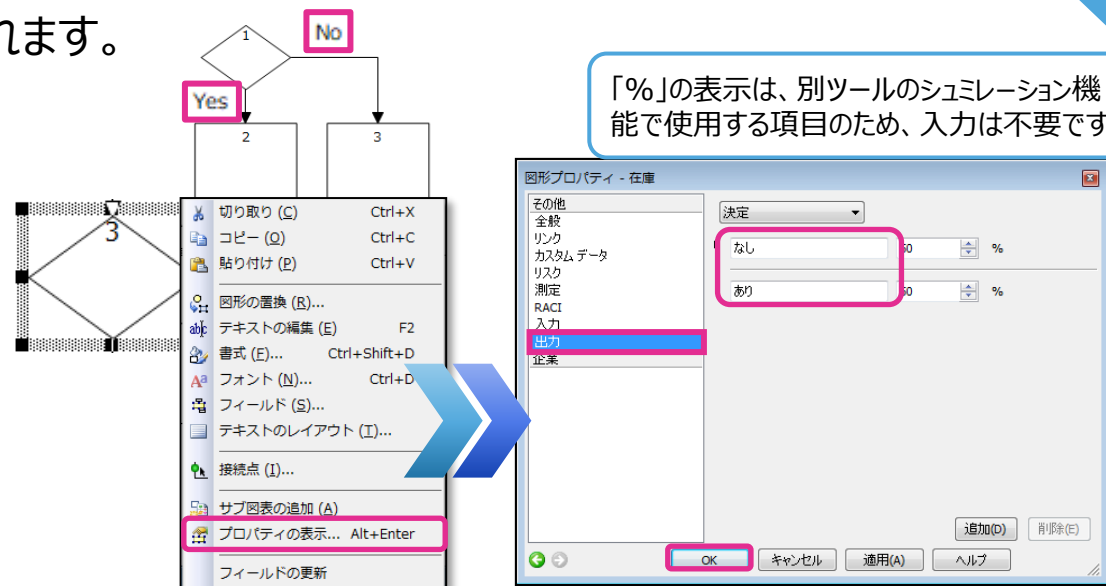 れます。
1
No
Yes
2
3
3
「%」の表示は、別ツールのシュミレーション機
能で使用する項目のため、入力は不要です
切り取り (C) Ctrl+X
コピー (O) Ctrl+C
貼り付け (P) Ctrl+V
図形の置換 (R)...
テキストの編集 (E) F2
書式 (F)... Ctrl+Shift+D
フォント (N)... Ctrl+D
フィールド (S)...
テキストのレイアウト (T)...
接続点 (I)...
サブ図表の追加 (A)
プロパティの表示... Alt+Enter
フィールドの更新
図形プロパティ - 在庫
その他
全般
リンク
カスタム データ
リスク
測定
RACI
入力
出力
企業
決定
なし 50 %
あり 50 %
追加(D) 削除(E)
OK キャンセル 適用(A) ヘルプ